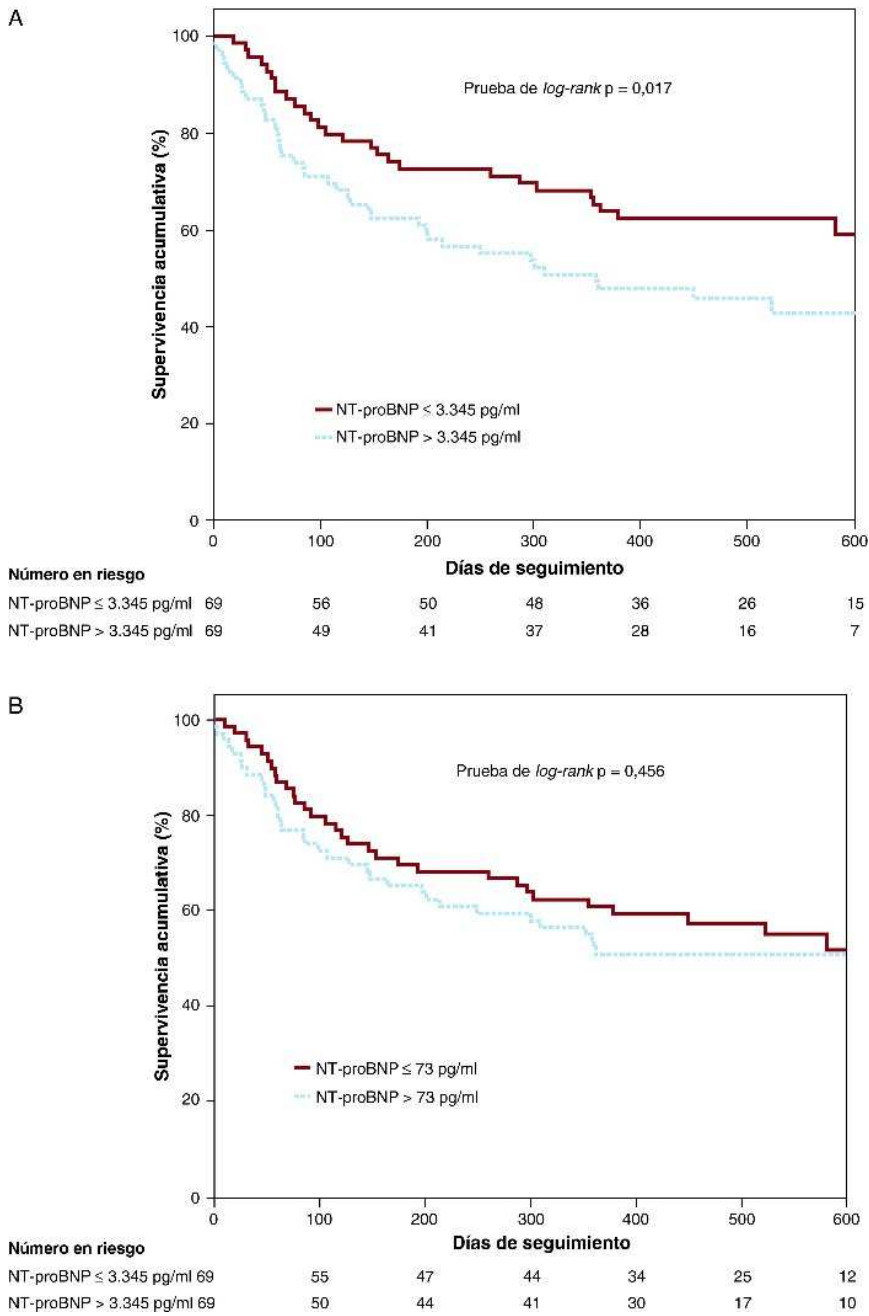 A
100
80
60
40
20
0
Supervivencia acumulativa (%)
Prueba de log-rank p = 0,017
NT-proBNP ≤ 3.345 pg/ml
NT-proBNP > 3.345 pg/ml
0 100 200 300 400 500 600
Días de seguimiento
Número en riesgo
NT-proBNP ≤ 3.345 pg/ml 69 56 50 48 36 26 15
NT-proBNP > 3.345 pg/ml 69 49 41 37 28 16 7
B
100
80
60
40
20
0
Supervivencia acumulativa (%)
Prueba de log-rank p = 0,456
NT-proBNP ≤ 73 pg/ml
NT-proBNP > 73 pg/ml
0 100 200 300 400 500 600
Días de seguimiento
Número en riesgo
NT-proBNP ≤ 3.345 pg/ml 69 55 47 44 34 25 12
NT-proBNP > 3.345 pg/ml 69 50 44 41 30 17 10